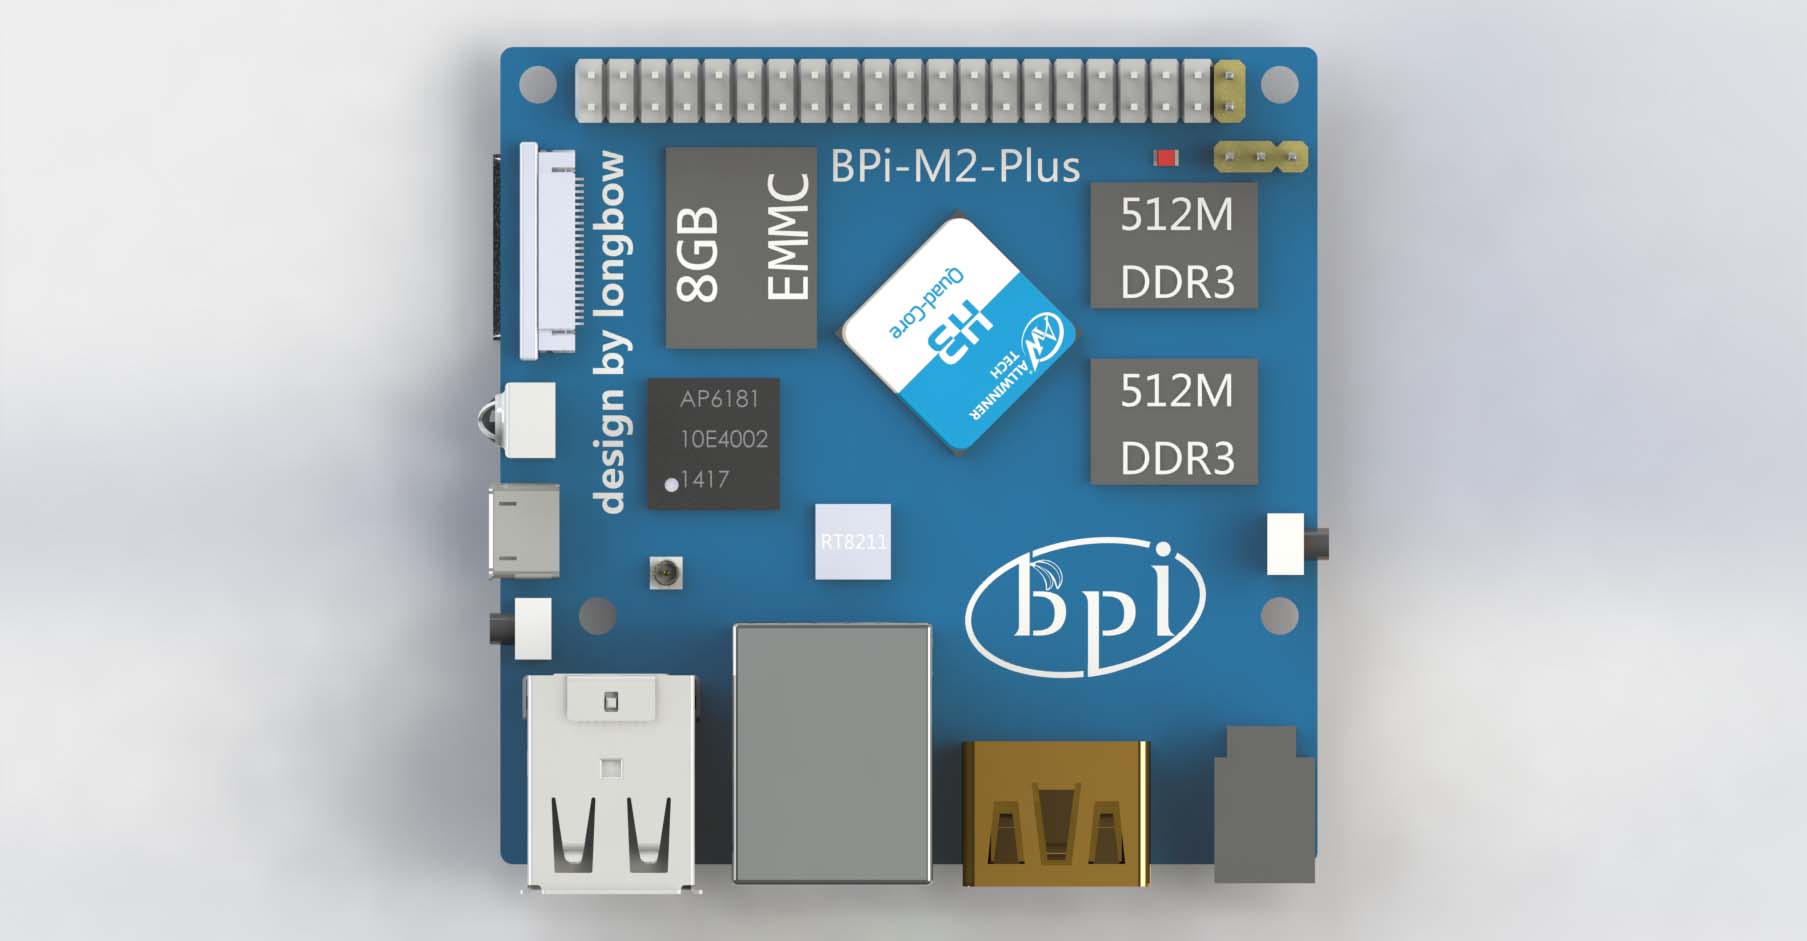 BPi-M2-Plus
design by longbow
8GB
EMMC
512M
DDR3
Quad-Core
H3
ALLWINNER
TECH
512M
DDR3
AP6181
10E4002
1417
RT8211
bpi